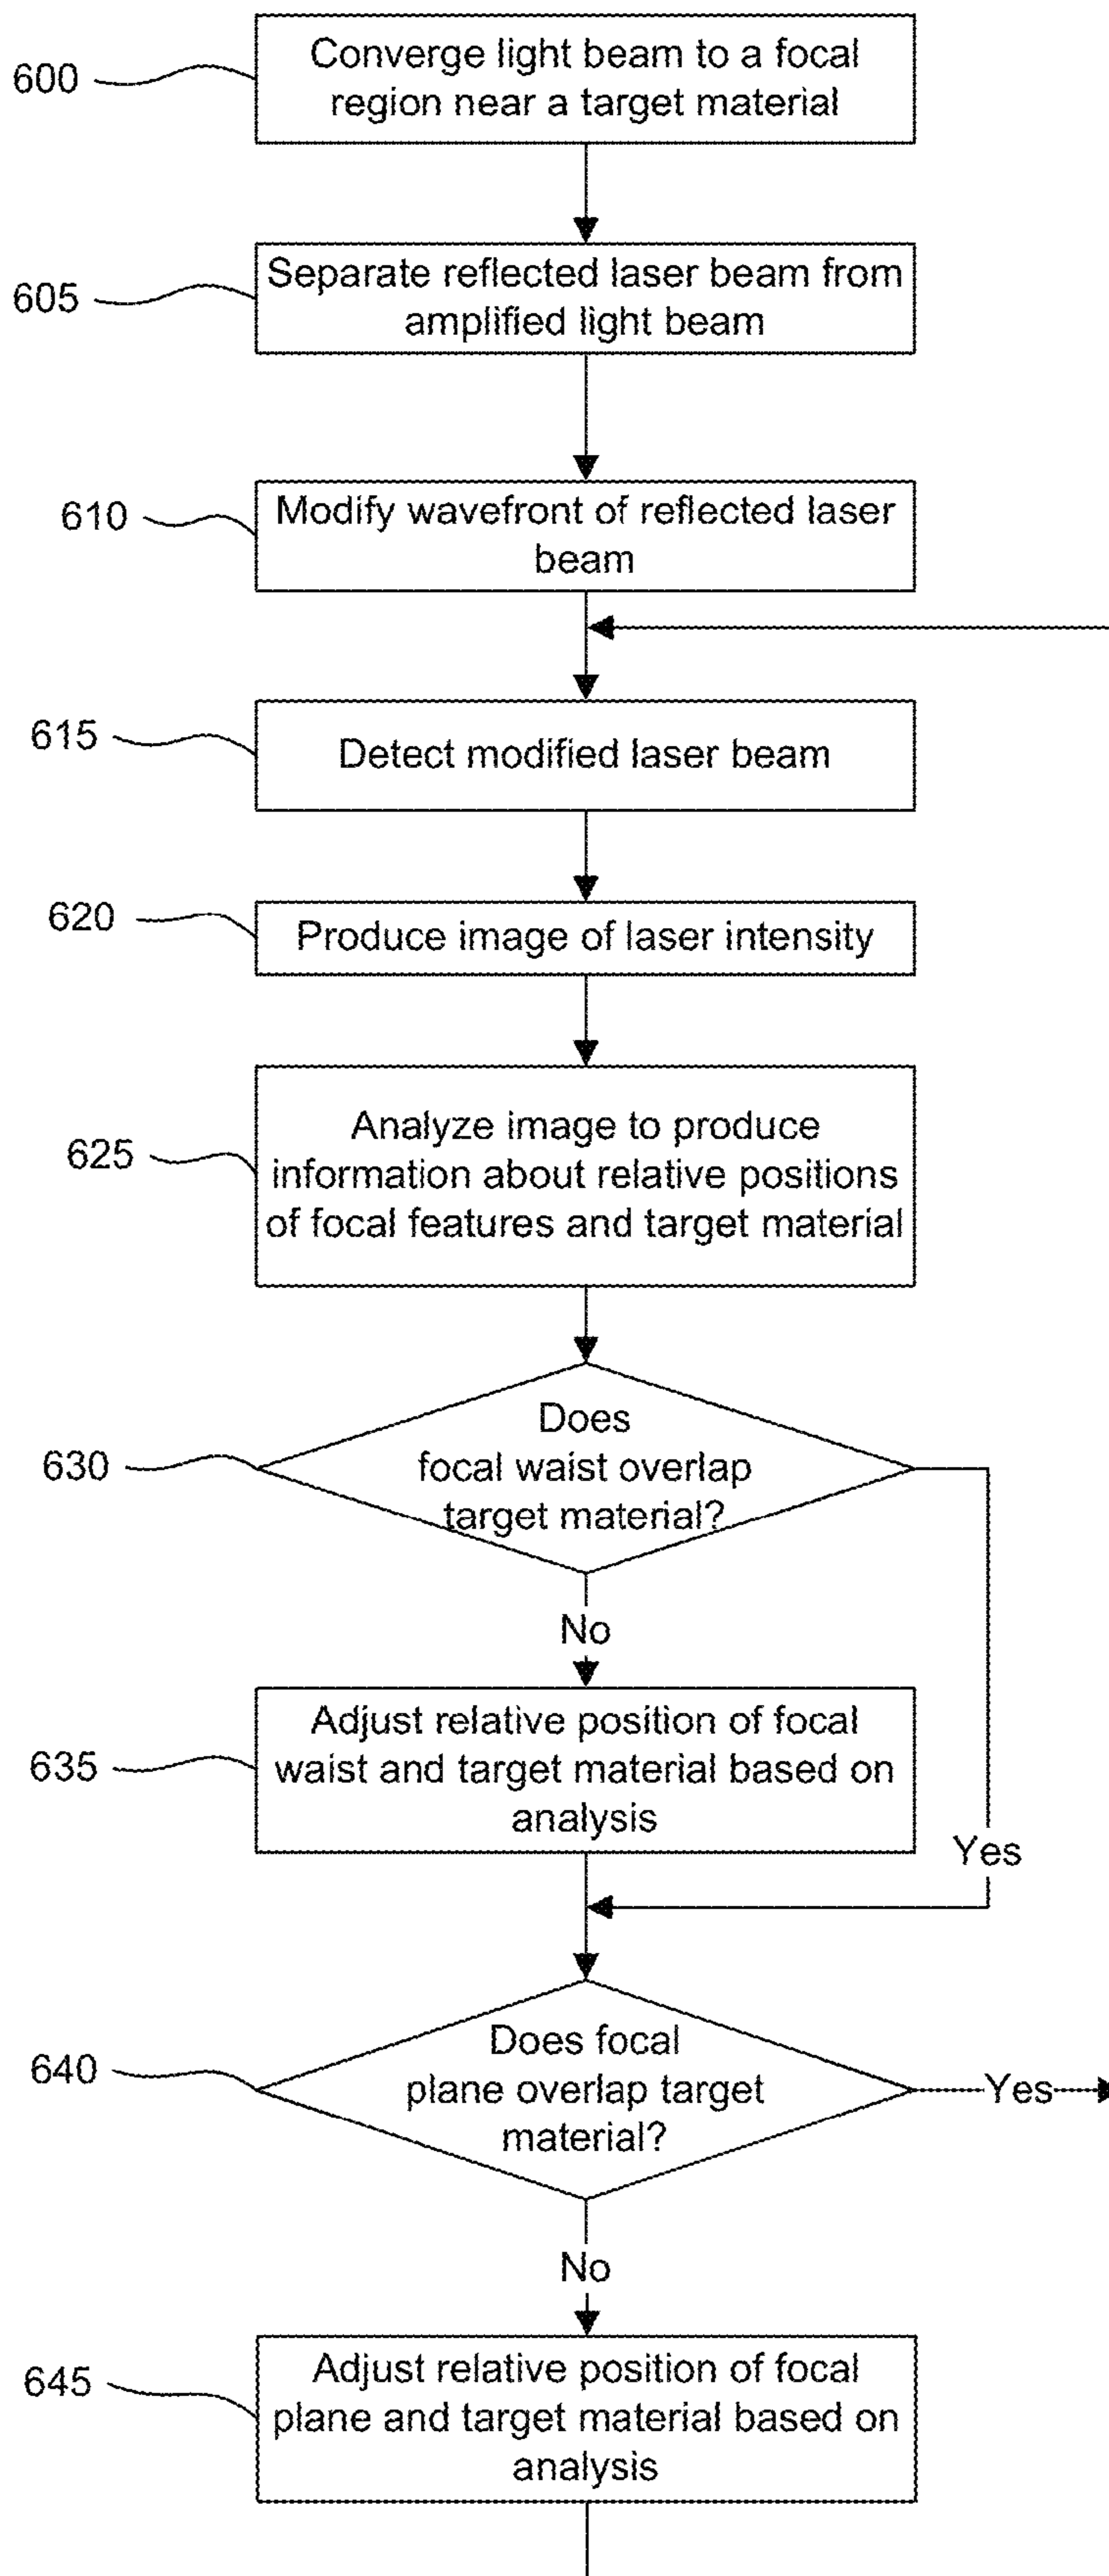 600
Converge light beam to a focal
region near a target material
605
Separate reflected laser beam from
amplified light beam
610
Modify wavefront of reflected laser
beam
615
Detect modified laser beam
620
Produce image of laser intensity
625
Analyze image to produce
information about relative positions
of focal features and target material
630
Does
focal waist overlap
target material?
No
635
Adjust relative position of focal
waist and target material based on
analysis
Yes
640
Does focal
plane overlap target
material?
Yes
No
645
Adjust relative position of focal
plane and target material based on
analysis